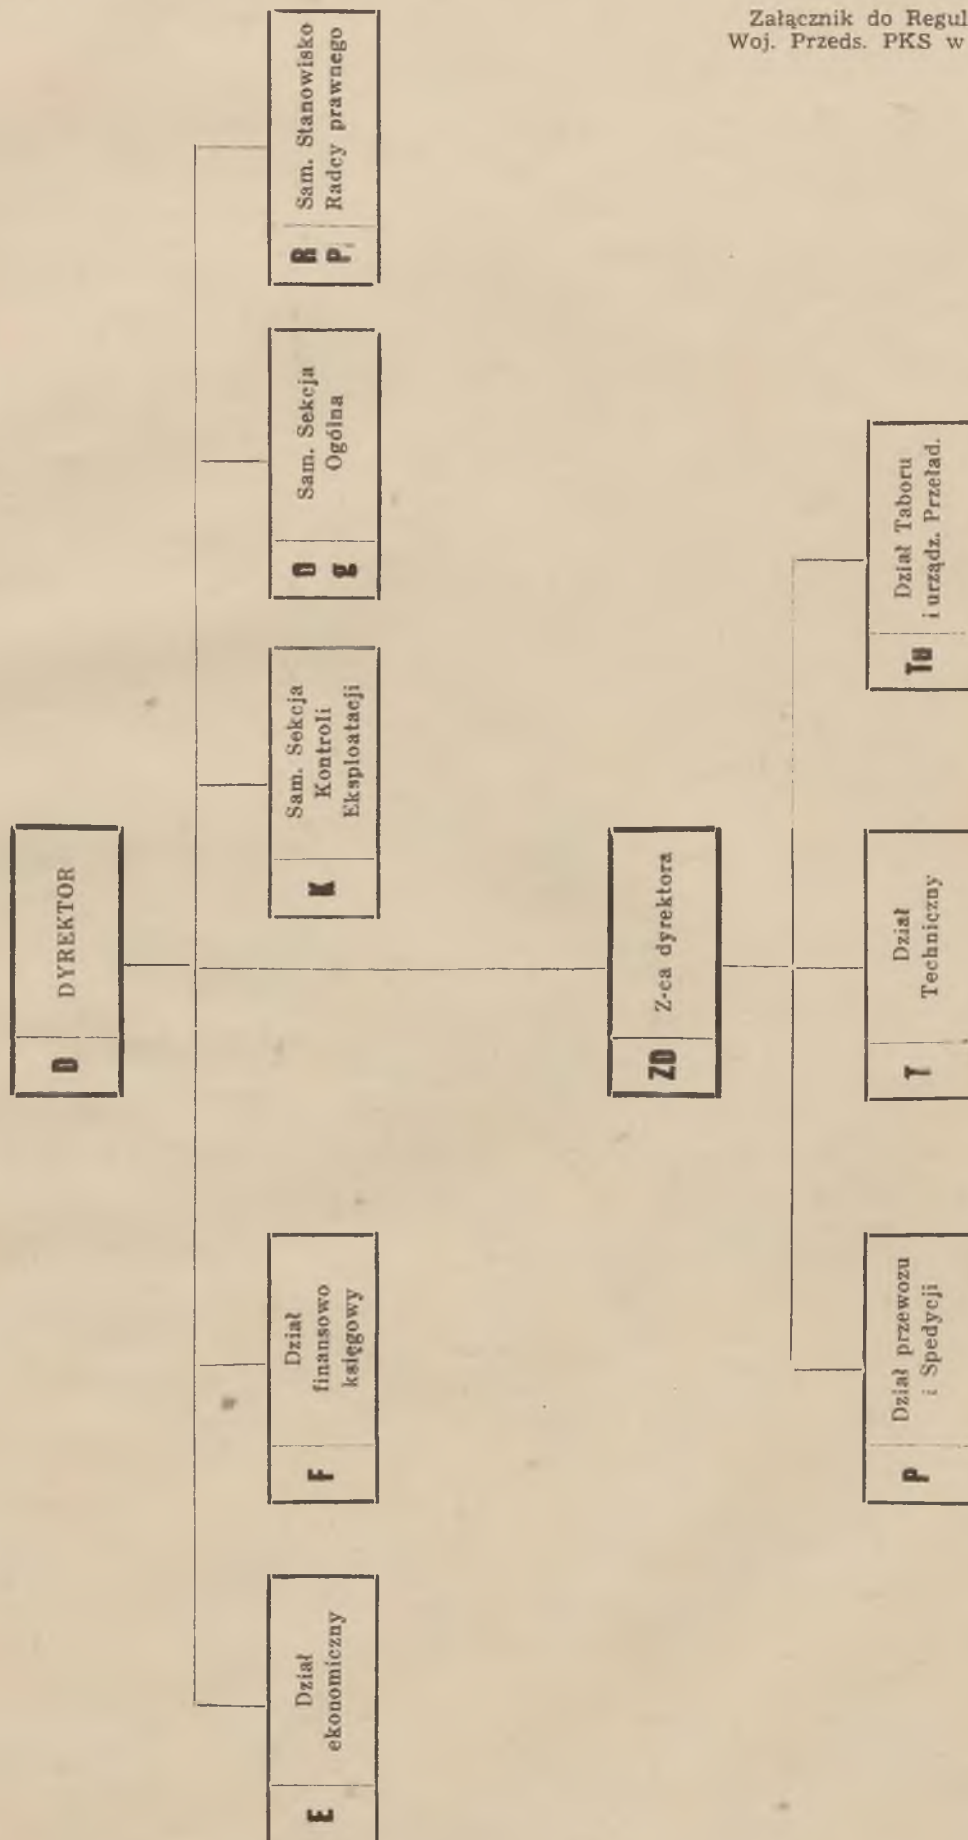 Załącznik do Regul
Woj. Przeds. PKS w
D
DYREKTOR
E
Dział
ekonomiczny
F
Dział
finansowo
księgowy
K
Sam. Sekcja
Kontroli
Eksploatacji
O
g
Sam. Sekcja
Ogólna
R
P
Sam. Stanowisko
Radcy prawnego
ZD
Z-ca dyrektora
P
Dział przewozu
i Spedycji
T
Dział
Techniczny
Tu
Dział Taboru
i urządz. Przeład.